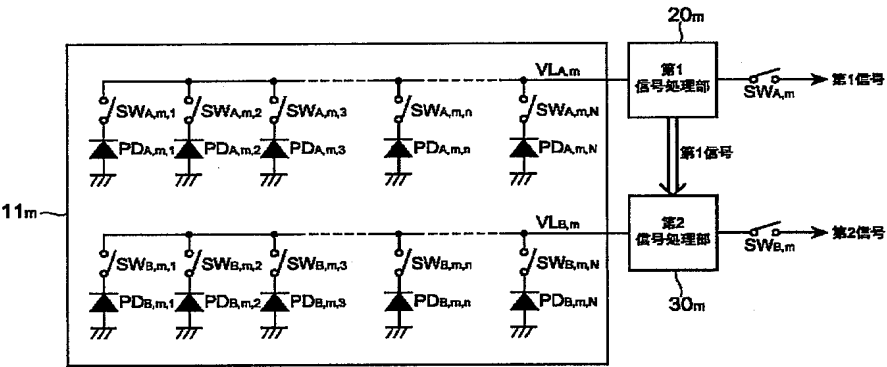 20m
VLA,m
第1
信号処理部
SWA,m
第1信号
SWA,m,1 SWA,m,2 SWA,m,3 SWA,m,n SWA,m,N
PDA,m,1 PDA,m,2 PDA,m,3 PDA,m,n PDA,m,N
第1信号
11m
VLB,m
第2
信号処理部
SWB,m
第2信号
SWB,m,1 SWB,m,2 SWB,m,3 SWB,m,n SWB,m,N
PDB,m,1 PDB,m,2 PDB,m,3 PDB,m,n PDB,m,N
30m